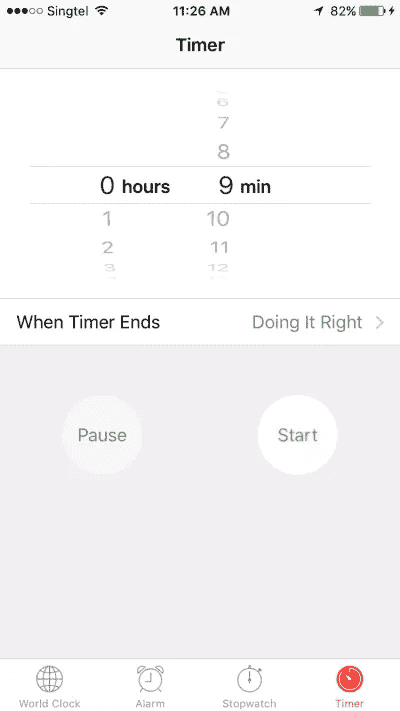 Singtel 11:26 AM 82%
Timer
6
7
8
0 hours 9 min
1 10
2 11
3 12
When Timer Ends Doing It Right
Pause Start
World Clock Alarm Stopwatch Timer